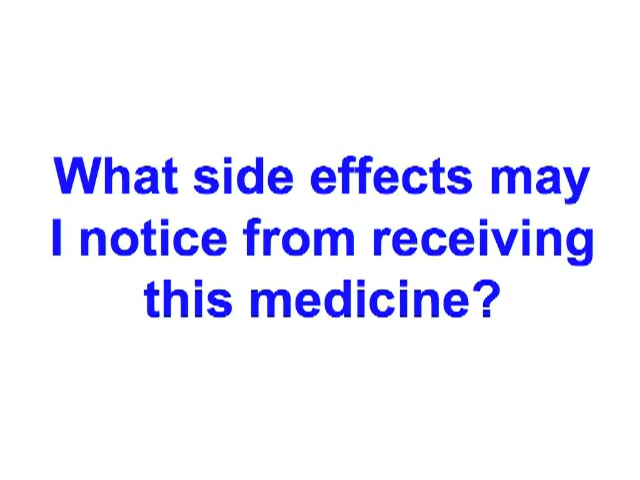 What side effects may
I notice from receiving
this medicine?